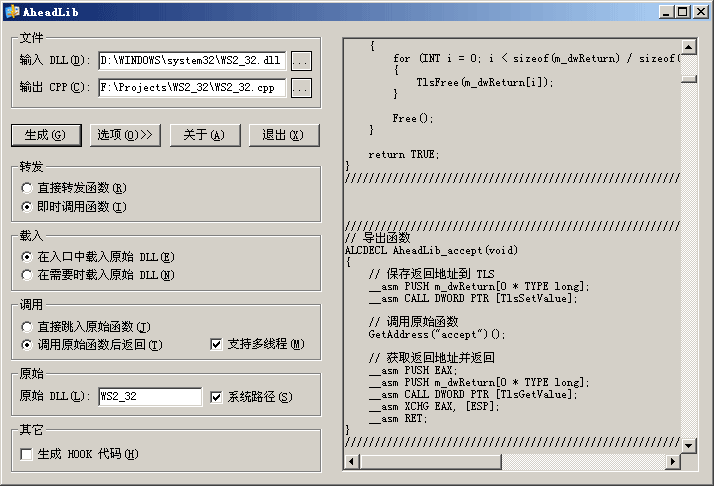 AheadLib
文件
输入 DLL(D): D:\WINDOWS\system32\WS2_32.dll ...
输出 CPP(C): F:\Projects\WS2_32\WS2_32.cpp ...
生成(G) 选项(O)>> 关于(A) 退出(X)
转发
直接转发函数(R)
即时调用函数(I)
载入
在入口中载入原始 DLL(E)
在需要时载入原始 DLL(N)
调用
直接跳入原始函数(J)
调用原始函数后返回(T) 支持多线程(M)
原始
原始 DLL(L): WS2_32 系统路径(S)
其它
生成 HOOK 代码(H)
{
for (INT i = 0; i < sizeof(m_dwReturn) / sizeof(
{
TlsFree(m_dwReturn[i]);
}
Free();
}
return TRUE;
}
////////////////////////////////////////////////////////
////////////////////////////////////////////////////////
// 导出函数
ALCDECL AheadLib_accept(void)
{
// 保存返回地址到 TLS
__asm PUSH m_dwReturn[0 * TYPE long];
__asm CALL DWORD PTR [TlsSetValue];
// 调用原始函数
GetAddress("accept")();
// 获取返回地址并返回
__asm PUSH EAX;
__asm PUSH m_dwReturn[0 * TYPE long];
__asm CALL DWORD PTR [TlsGetValue];
__asm XCHG EAX, [ESP];
__asm RET;
}
////////////////////////////////////////////////////////